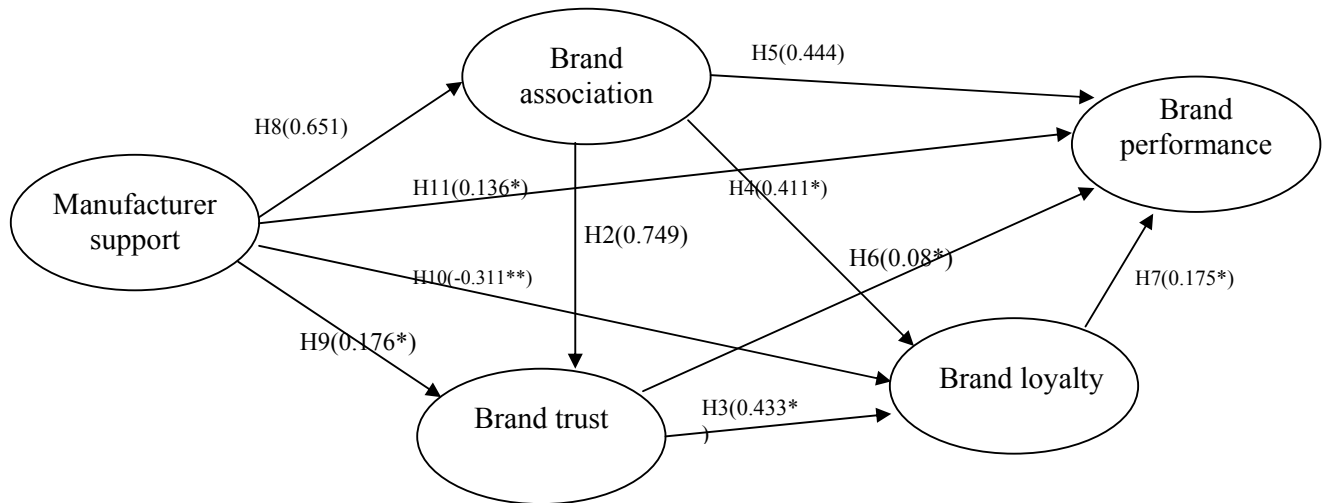 Brand
association
H5(0.444)
Brand
performance
H8(0.651)
H11(0.136*)
H4(0.411*)
Manufacturer
support
H2(0.749)
H6(0.08*)
H10(-0.311**)
H7(0.175*)
H9(0.176*)
Brand loyalty
Brand trust
H3(0.433*
)